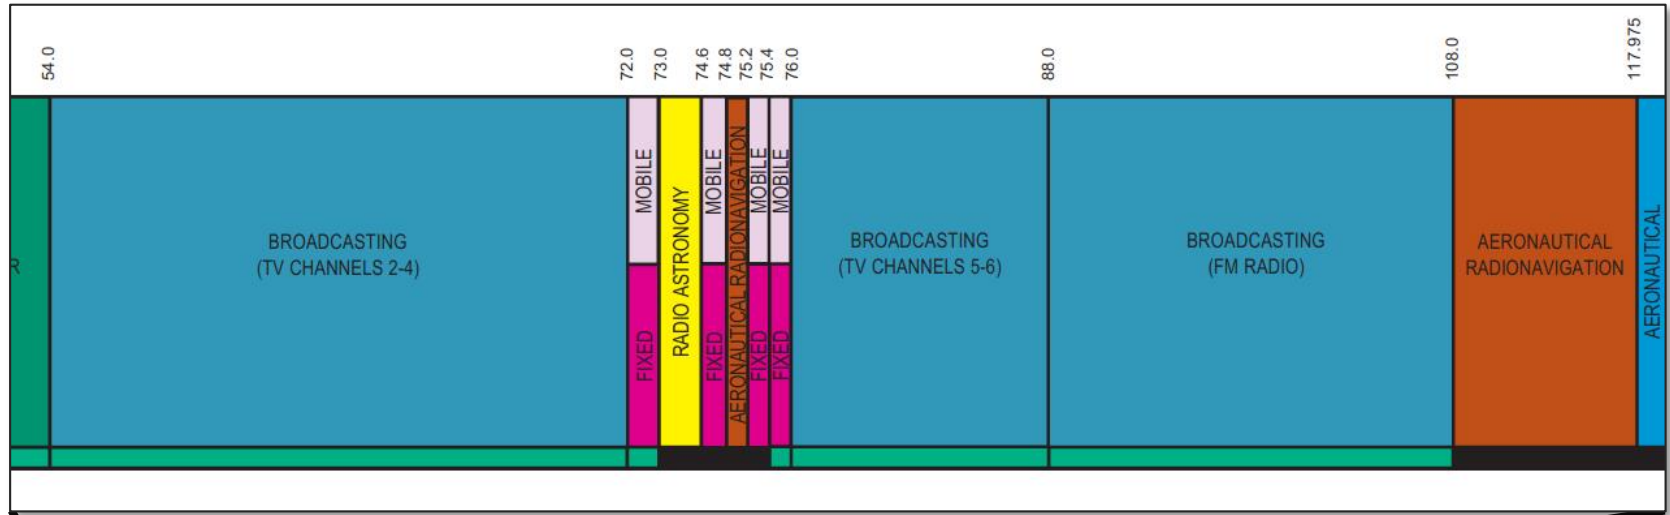 54.0
72.0
73.0
74.6
74.8
75.2
75.4
76.0
88.0
108.0
117.975
R
BROADCASTING
(TV CHANNELS 2-4)
MOBILE
FIXED
RADIO ASTRONOMY
MOBILE
FIXED
AERONAUTICAL RADIONAVIGATION
MOBILE
FIXED
MOBILE
FIXED
BROADCASTING
(TV CHANNELS 5-6)
BROADCASTING
(FM RADIO)
AERONAUTICAL
RADIONAVIGATION
AERONAUTICAL